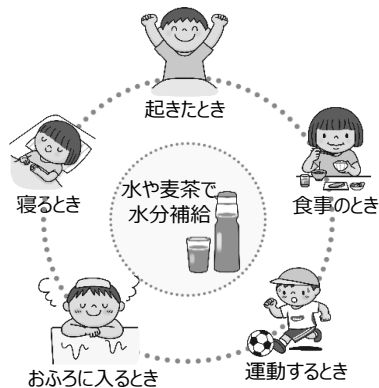 起きたとき
食事のとき
運動するとき
おふろに入るとき
寝るとき
水や麦茶で
水分補給